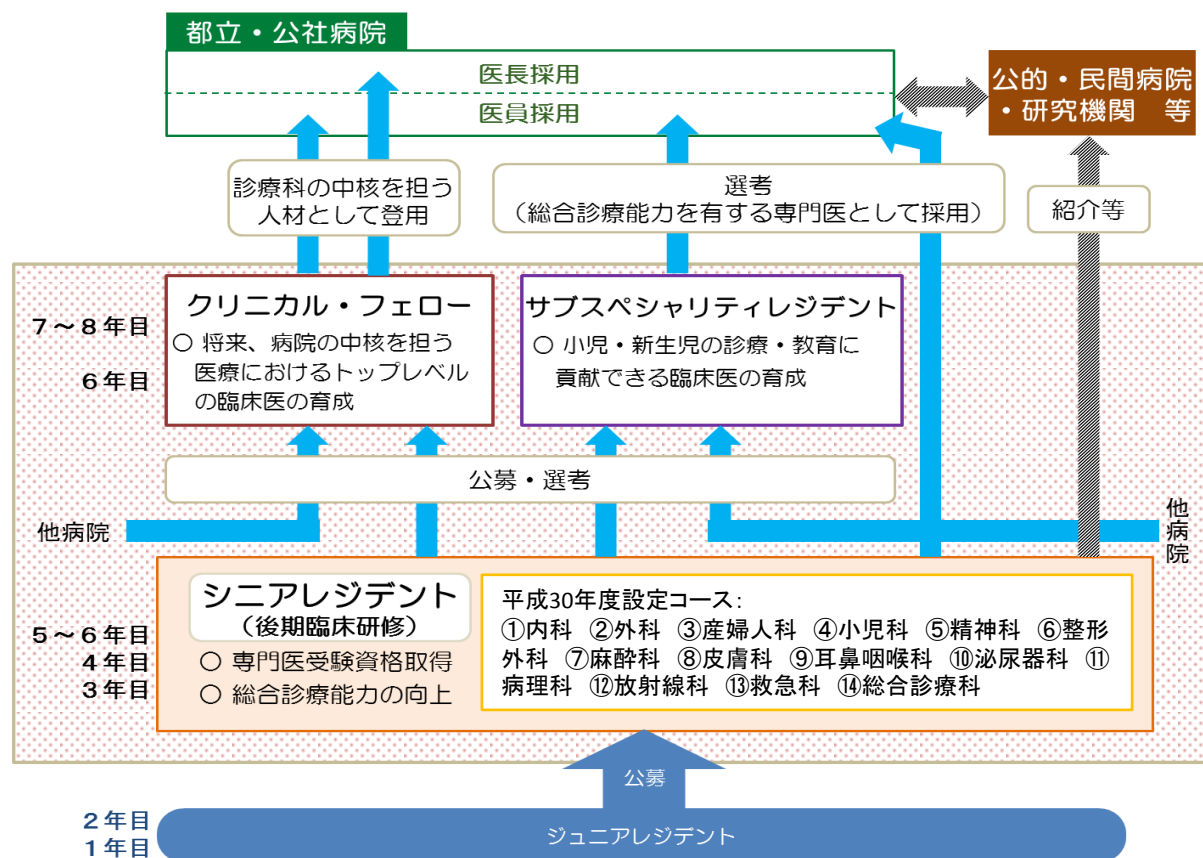 都立・公社病院
医長採用
医員採用
公的・民間病院
・研究機関　等
診療科の中核を担う
人材として登用
選考
（総合診療能力を有する専門医として採用）
紹介等
7～8年目
6年目
クリニカル・フェロー
○ 将来、病院の中核を担う
医療におけるトップレベル
の臨床医の育成
サブスペシャリティレジデント
○ 小児・新生児の診療・教育に
貢献できる臨床医の育成
公募・選考
他病院
他病院
5～6年目
4年目
3年目
シニアレジデント
（後期臨床研修）
○ 専門医受験資格取得
○ 総合診療能力の向上
平成30年度設定コース：
①内科　②外科　③産婦人科　④小児科　⑤精神科　⑥整形
外科　⑦麻酔科　⑧皮膚科　⑨耳鼻咽喉科　⑩泌尿器科　⑪
病理科　⑫放射線科　⑬救急科　⑭総合診療科
公募
2年目
1年目
ジュニアレジデント